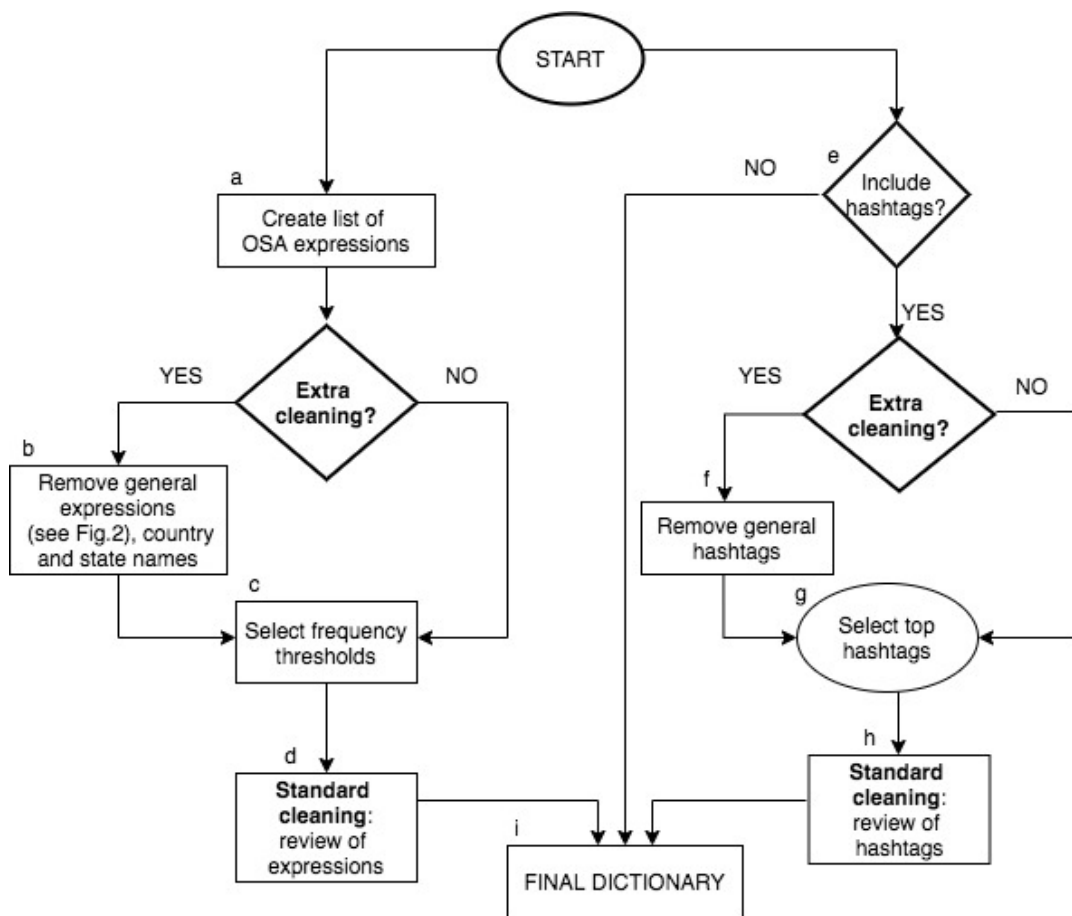 START
a
Create list of
OSA expressions
e
Include
hashtags?
NO
YES
YES
Extra
cleaning?
NO
b
Remove general
expressions
(see Fig.2), country
and state names
c
Select frequency
thresholds
d
Standard
cleaning:
review of
expressions
YES
Extra
cleaning?
NO
f
Remove general
hashtags
g
Select top
hashtags
h
Standard
cleaning:
review of
hashtags
i
FINAL DICTIONARY